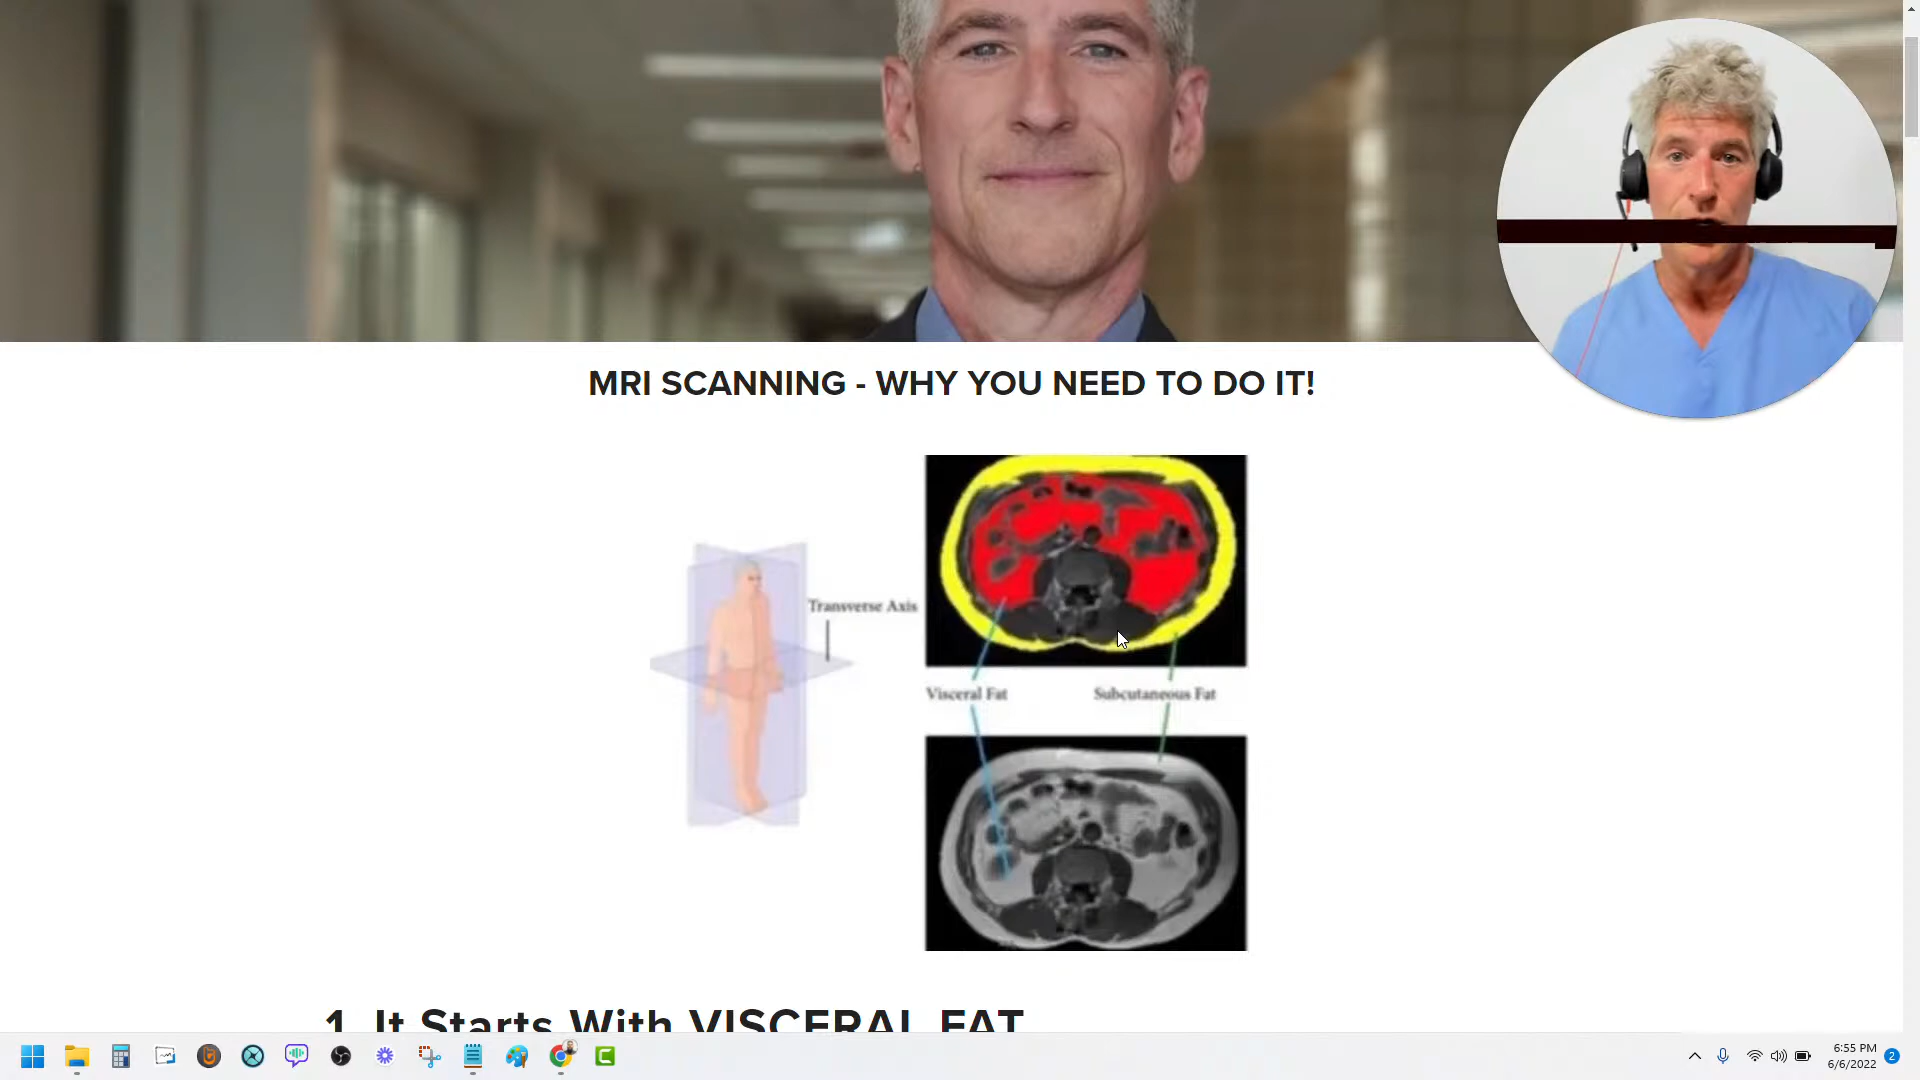 MRI SCANNING - WHY YOU NEED TO DO IT!
Transverse Axis
Visceral Fat
Subcutaneous Fat
1. It Starts With VISCERAL FAT
6:55 PM
6/6/2022
2